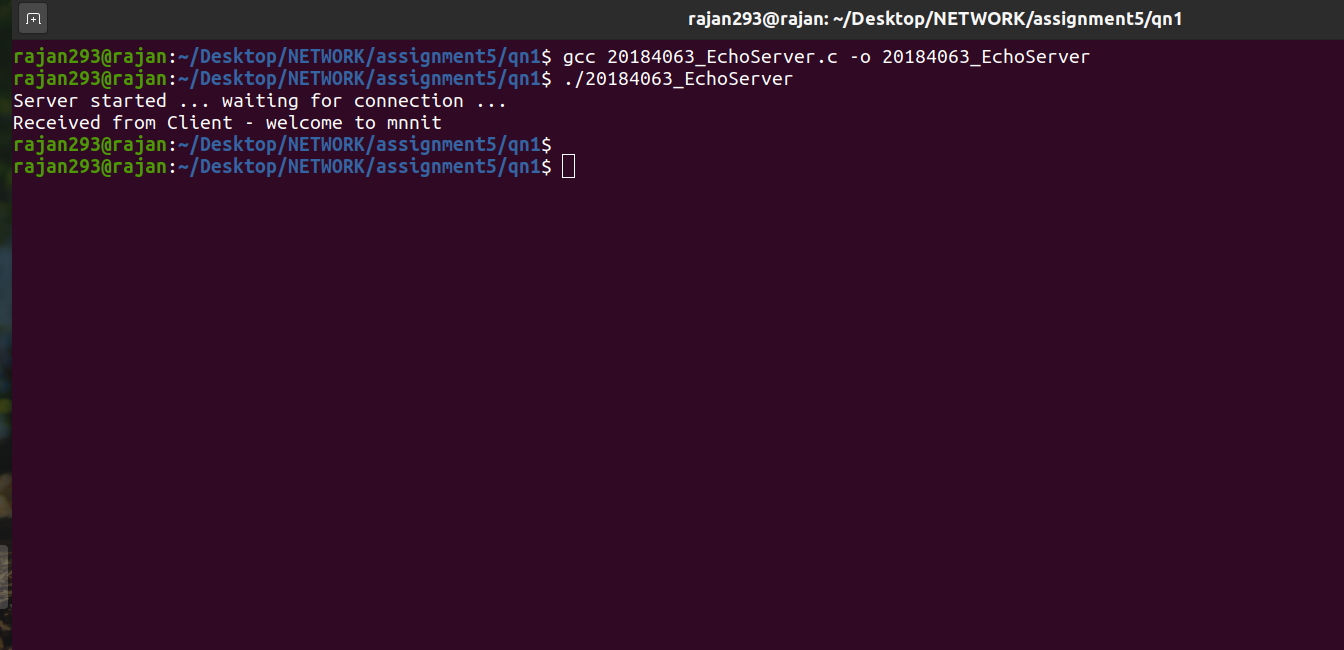 rajan293@rajan: ~/Desktop/NETWORK/assignment5/qn1
rajan293@rajan:~/Desktop/NETWORK/assignment5/qn1$ gcc 20184063_EchoServer.c -o 20184063_EchoServer
rajan293@rajan:~/Desktop/NETWORK/assignment5/qn1$ ./20184063_EchoServer
Server started ... waiting for connection ...
Received from Client - welcome to mnnit
rajan293@rajan:~/Desktop/NETWORK/assignment5/qn1$
rajan293@rajan:~/Desktop/NETWORK/assignment5/qn1$